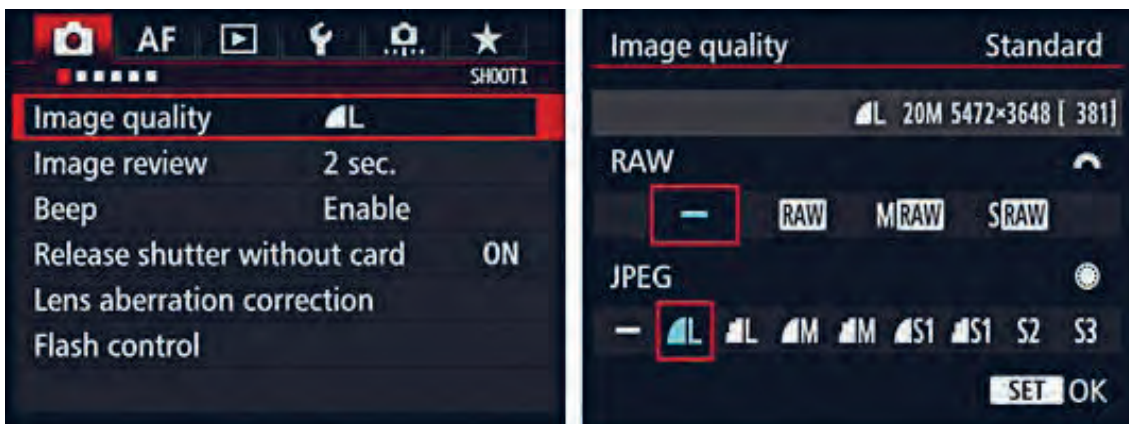 AF
SHOOT1
Image quality L
Image review 2 sec.
Beep Enable
Release shutter without card ON
Lens aberration correction
Flash control
Image quality Standard
L 20M 5472×3648 [ 381]
RAW
— RAW MRAW SRAW
JPEG
— L L M M S1 S1 S2 S3
SET OK